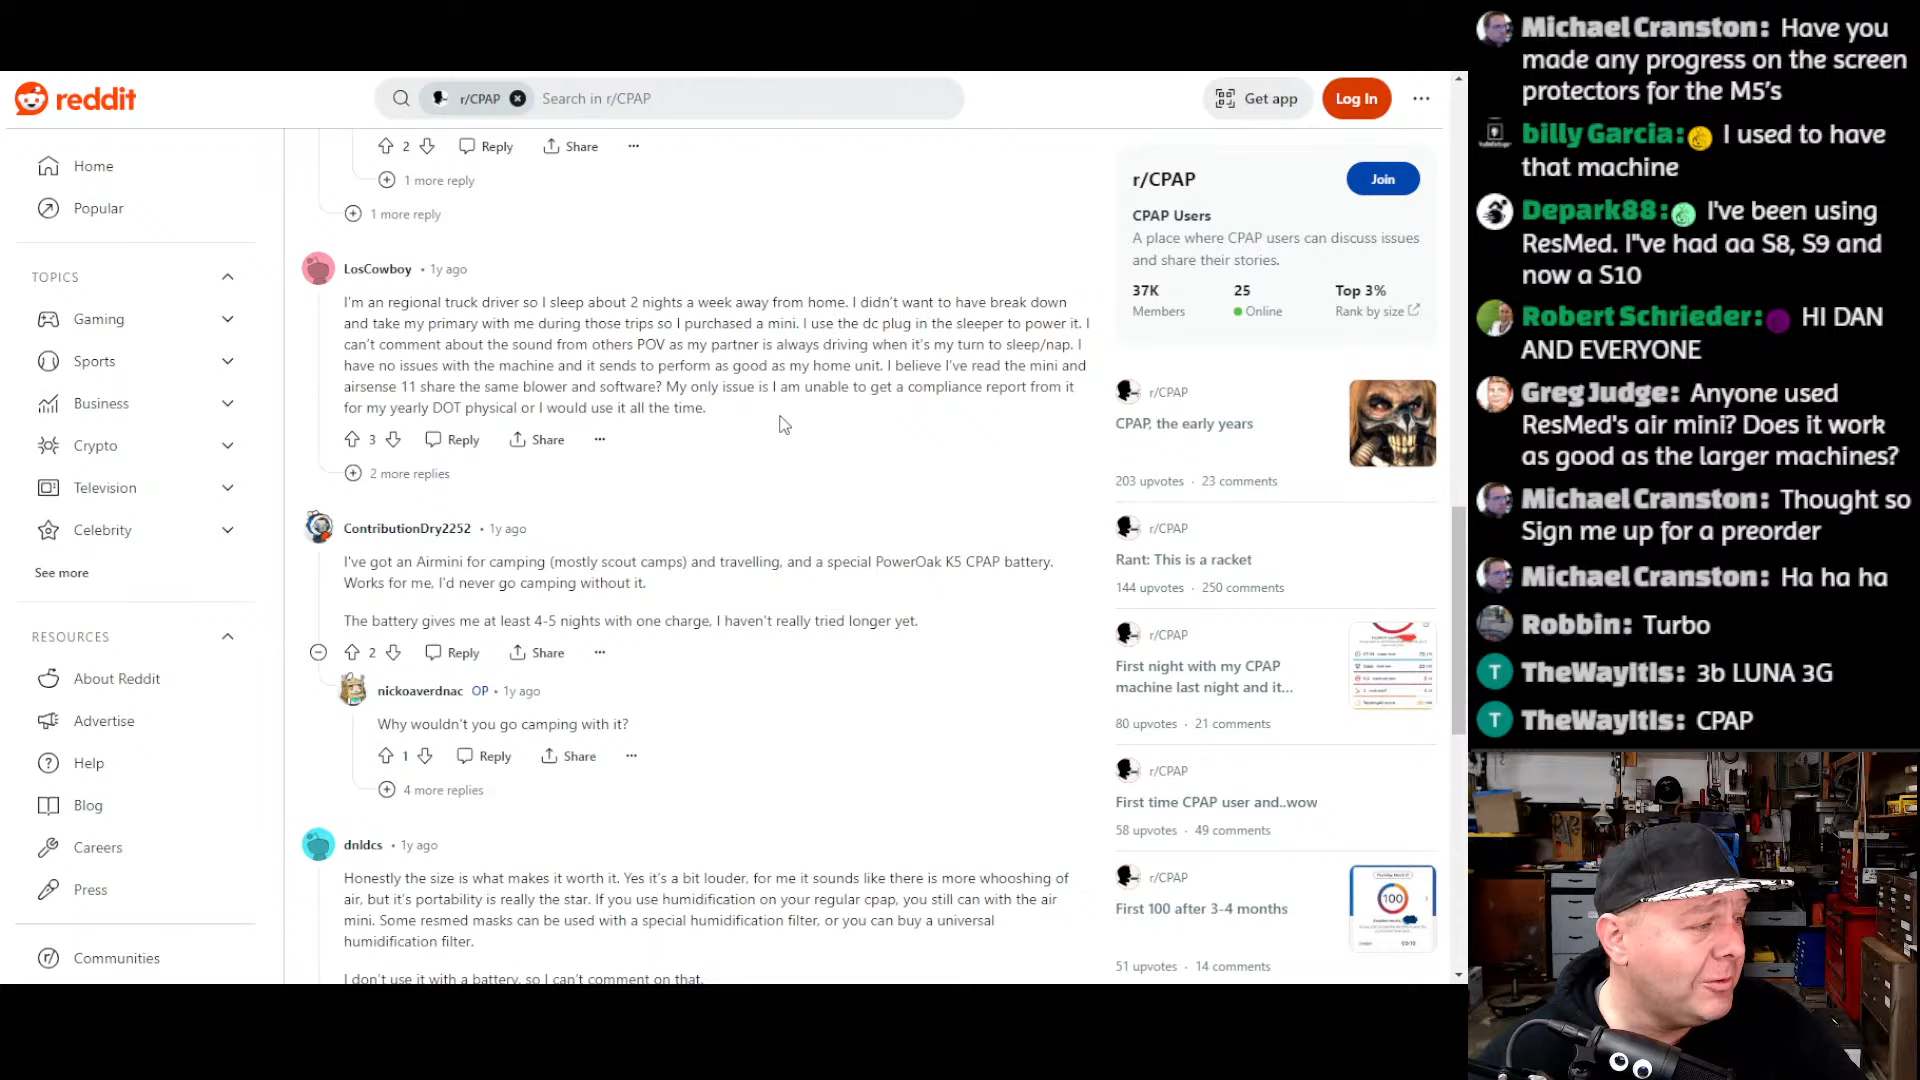 reddit
r/CPAP
Search in r/CPAP
Get app
Log In
Home
Popular
TOPICS
Gaming
Sports
Business
Crypto
Television
Celebrity
See more
RESOURCES
About Reddit
Advertise
Help
Blog
Careers
Press
Communities
2 Reply Share
1 more reply
1 more reply
LosCowboy • 1y ago
I'm an regional truck driver so I sleep about 2 nights a week away from home. I didn't want to have break down
and take my primary with me during those trips so I purchased a mini. I use the dc plug in the sleeper to power it. I
can't comment about the sound from others POV as my partner is always driving when it's my turn to sleep/nap. I
have no issues with the machine and it sends to perform as good as my home unit. I believe I've read the mini and
airsense 11 share the same blower and software? My only issue is I am unable to get a compliance report from it
for my yearly DOT physical or I would use it all the time.
3 Reply Share
2 more replies
ContributionDry2252 • 1y ago
I've got an Airmini for camping (mostly scout camps) and travelling, and a special PowerOak K5 CPAP battery.
Works for me, I'd never go camping without it.
The battery gives me at least 4-5 nights with one charge, I haven't really tried longer yet.
2 Reply Share
nickoaverdnac OP • 1y ago
Why wouldn't you go camping with it?
1 Reply Share
4 more replies
dnldcs • 1y ago
Honestly the size is what makes it worth it. Yes it's a bit louder, for me it sounds like there is more whooshing of
air, but it's portability is really the star. If you use humidification on your regular cpap, you still can with the air
mini. Some resmed masks can be used with a special humidification filter, or you can buy a universal
humidification filter.
I don't use it with a battery, so I can't comment on that.
r/CPAP
Join
CPAP Users
A place where CPAP users can discuss issues
and share their stories.
37K 25 Top 3%
Members Online Rank by size
r/CPAP
CPAP, the early years
203 upvotes · 23 comments
r/CPAP
Rant: This is a racket
144 upvotes · 250 comments
r/CPAP
First night with my CPAP
machine last night and it...
80 upvotes · 21 comments
r/CPAP
First time CPAP user and..wow
58 upvotes · 49 comments
r/CPAP
First 100 after 3-4 months
100
51 upvotes · 14 comments
Michael Cranston: Have you
made any progress on the screen
protectors for the M5's
billy Garcia: I used to have
that machine
Depark88: I've been using
ResMed. I"ve had aa S8, S9 and
now a S10
Robert Schrieder: HI DAN
AND EVERYONE
Greg Judge: Anyone used
ResMed's air mini? Does it work
as good as the larger machines?
Michael Cranston: Thought so
Sign me up for a preorder
Michael Cranston: Ha ha ha
Robbin: Turbo
T TheWayItIs: 3b LUNA 3G
T TheWayItIs: CPAP